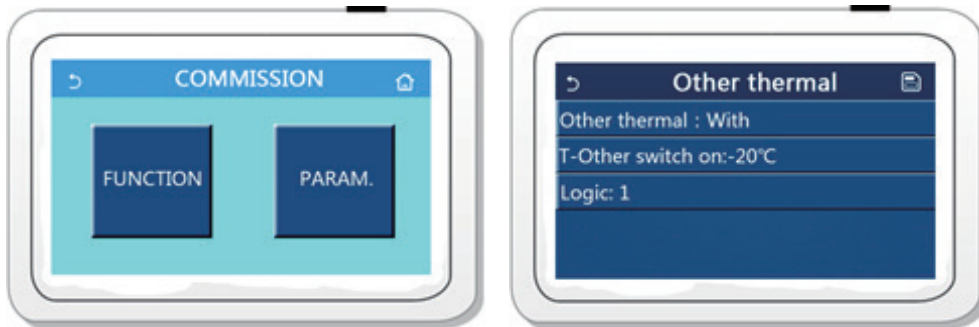 COMMISSION
FUNCTION
PARAM.
Other thermal
Other thermal : With
T-Other switch on:-20℃
Logic: 1